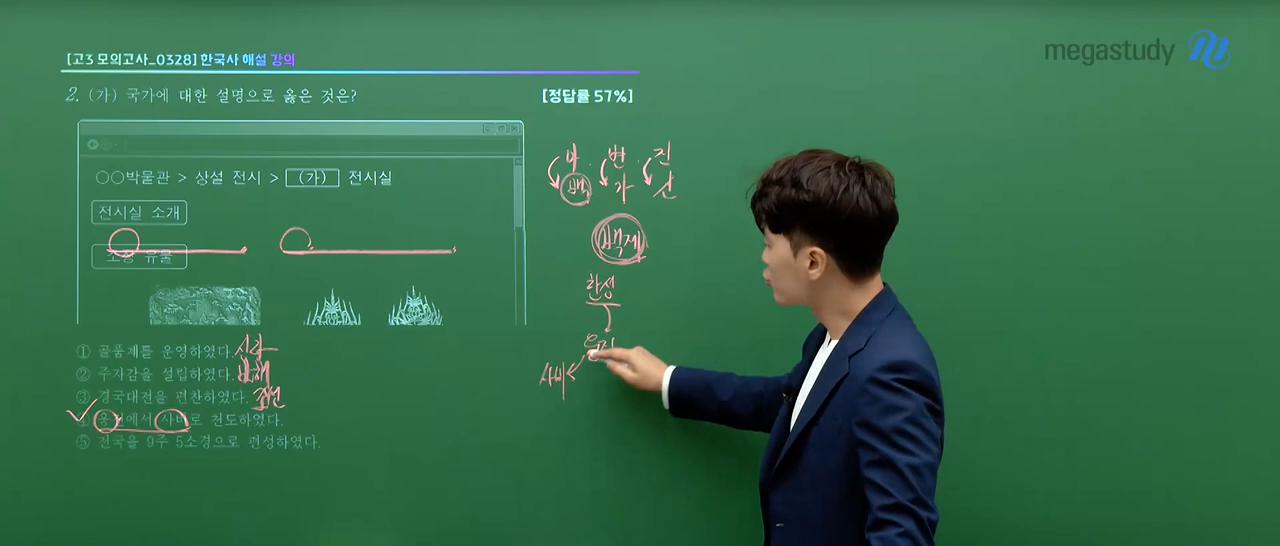 [고3 모의고사_0328] 한국사 해설 강의
megastudy
2. (가) 국가에 대한 설명으로 옳은 것은?
[정답률 57%]
○○박물관 > 상설 전시 > (가) 전시실
전시실 소개
소장 유물
① 골품제를 운영하였다. 신라
② 주자감을 설립하였다. 발해
③ 경국대전을 편찬하였다. 조선
④ 웅진에서 사비로 천도하였다.
⑤ 전국을 9주 5소경으로 편성하였다.
마 변 진
백 가 신
백제
한성
웅진
사비